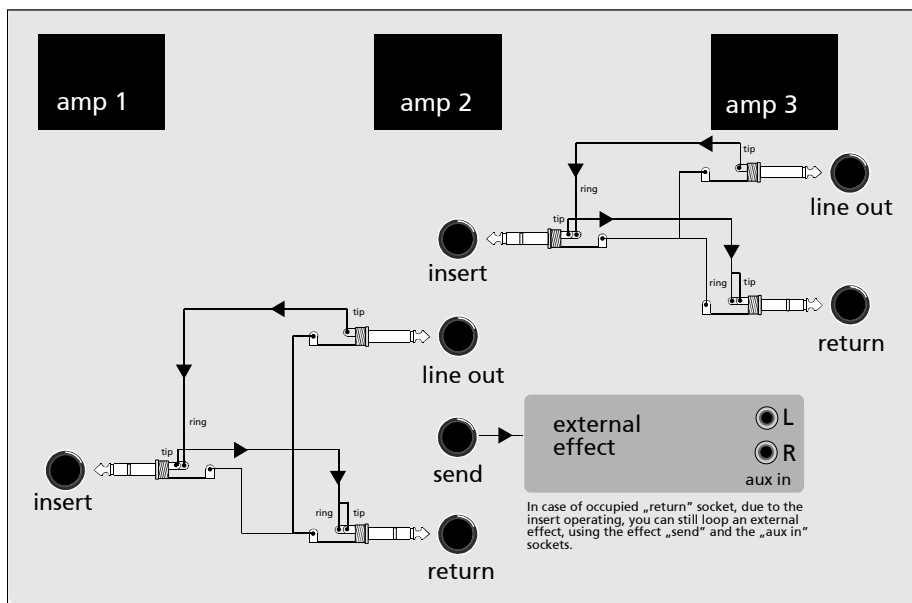 amp 1
amp 2
amp 3
tip
line out
ring
tip
insert
ring
tip
return
tip
line out
ring
tip
insert
send
ring
tip
return
external
effect
L
R
aux in
In case of occupied „return” socket, due to the
insert operating, you can still loop an external
effect, using the effect „send” and the „aux in”
sockets.